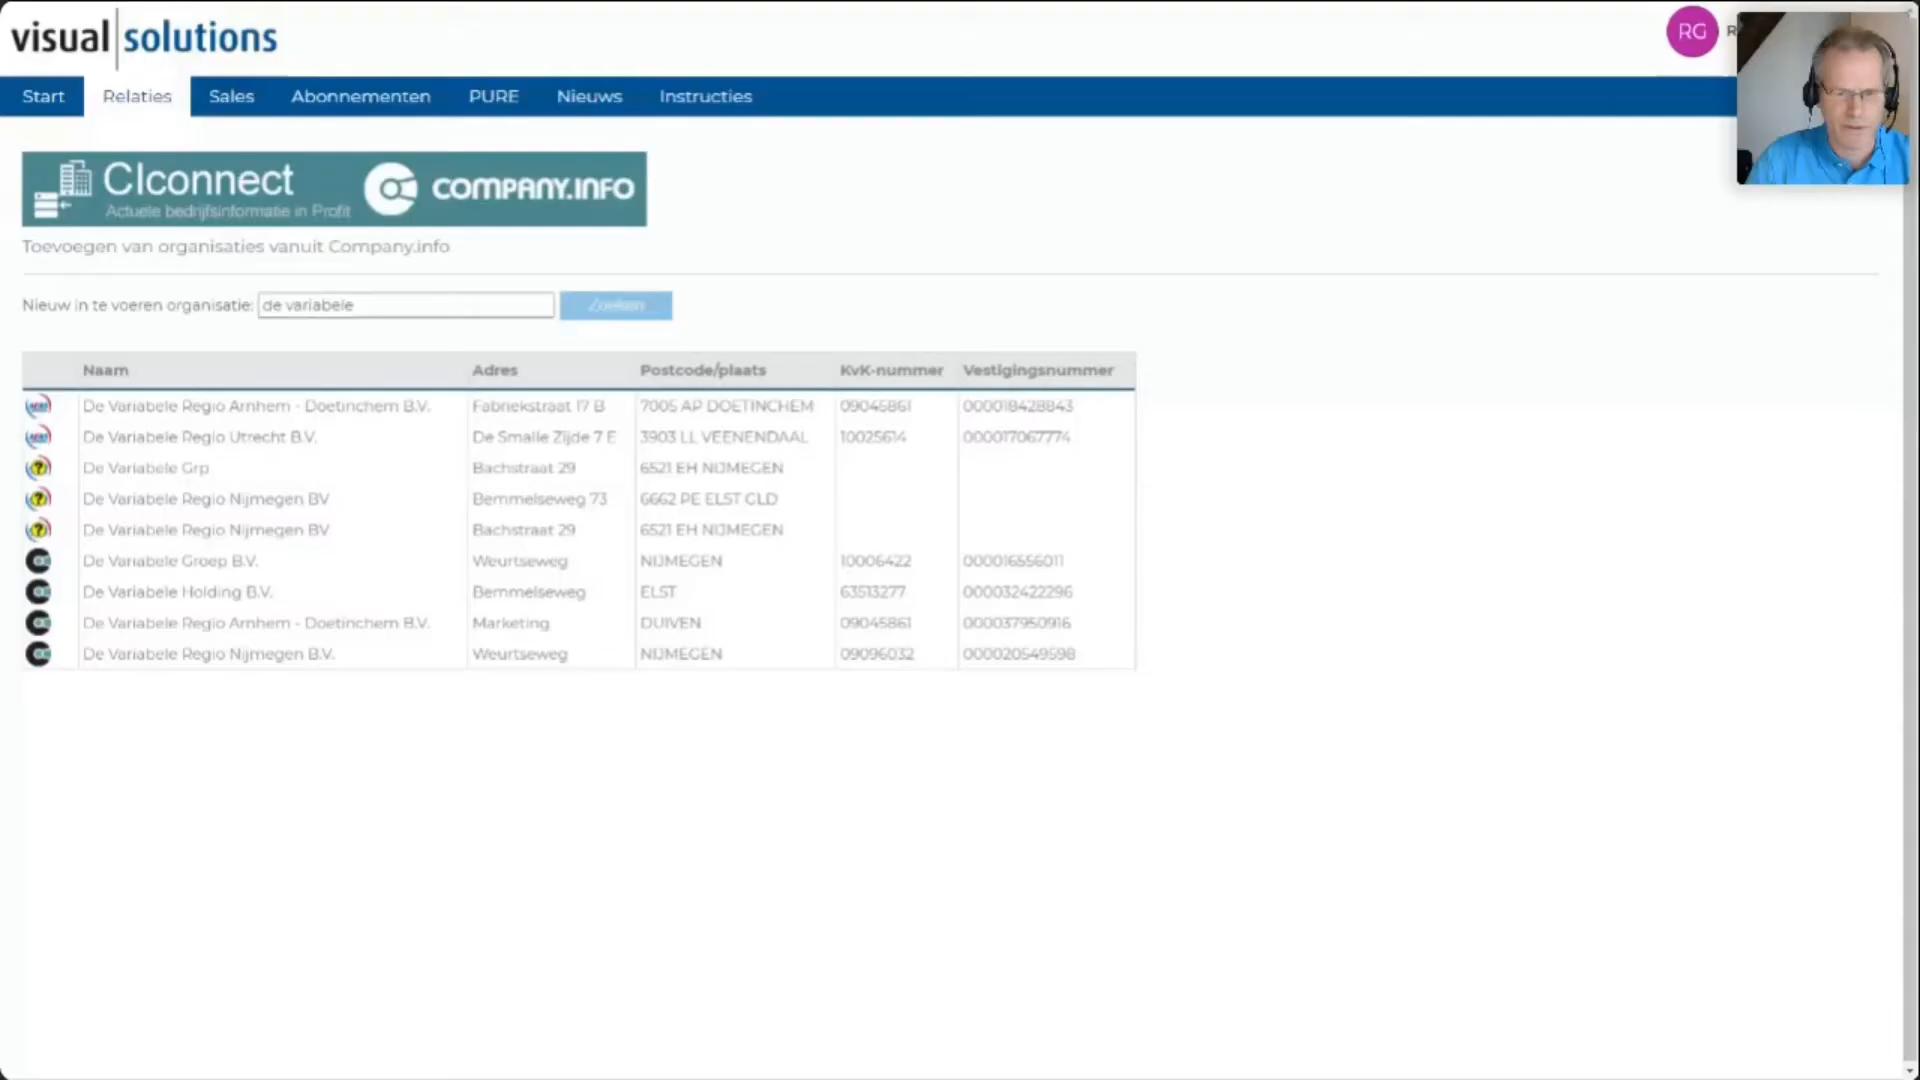 visual solutions
RG
Start Relaties Sales Abonnementen PURE Nieuws Instructies
CIconnect COMPANY.INFO
Actuele bedrijfsinformatie in Profit
Toevoegen van organisaties vanuit Company.info
Nieuw in te voeren organisatie: de variabele Zoeken
Naam Adres Postcode/plaats KvK-nummer Vestigingsnummer
De Variabele Regio Arnhem - Doetinchem B.V. Fabriekstraat 17 B 7005 AP DOETINCHEM 09045861 000018428843
De Variabele Regio Utrecht B.V. De Smalle Zijde 7 E 3903 LL VEENENDAAL 10025614 000017067774
De Variabele Grp Bachstraat 29 6521 EH NIJMEGEN
De Variabele Regio Nijmegen BV Bemmelseweg 73 6662 PE ELST GLD
De Variabele Regio Nijmegen BV Bachstraat 29 6521 EH NIJMEGEN
De Variabele Groep B.V. Weurtseweg NIJMEGEN 10006422 000016556011
De Variabele Holding B.V. Bemmelseweg ELST 63513277 000032422296
De Variabele Regio Arnhem - Doetinchem B.V. Marketing DUIVEN 09045861 000037950916
De Variabele Regio Nijmegen B.V. Weurtseweg NIJMEGEN 09096032 000020549598